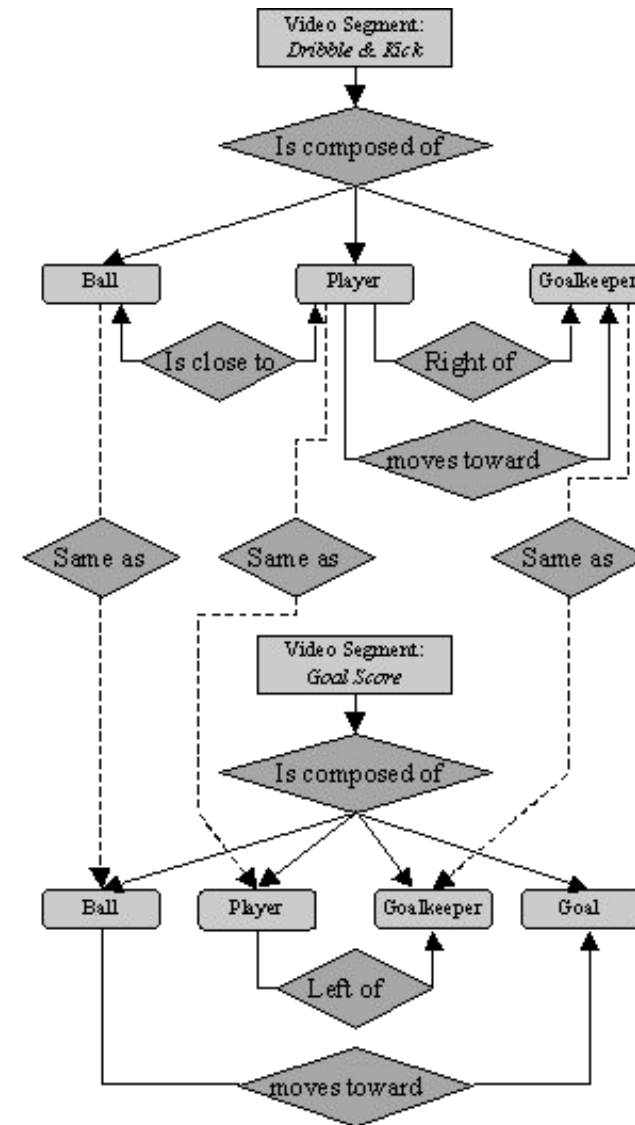 Video Segment:
Dribble & Kick
Is composed of
Ball
Player
Goalkeeper
Is close to
Right of
moves toward
Same as
Same as
Same as
Video Segment:
Goal Score
Is composed of
Ball
Player
Goalkeeper
Goal
Left of
moves toward